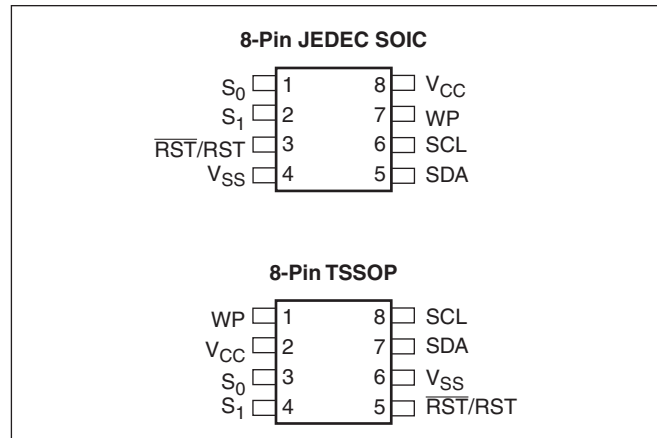 8-Pin JEDEC SOIC
S0 1 8 VCC
S1 2 7 WP
R̅S̅T̅/RST 3 6 SCL
VSS 4 5 SDA
8-Pin TSSOP
WP 1 8 SCL
VCC 2 7 SDA
S0 3 6 VSS
S1 4 5 R̅S̅T̅/RST